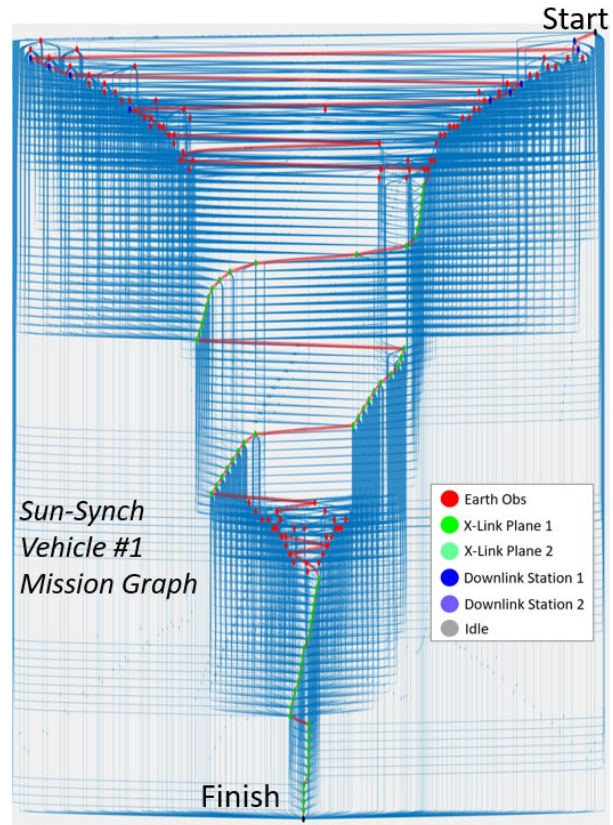 Start
Sun-Synch
Vehicle #1
Mission Graph
Earth Obs
X-Link Plane 1
X-Link Plane 2
Downlink Station 1
Downlink Station 2
Idle
Finish